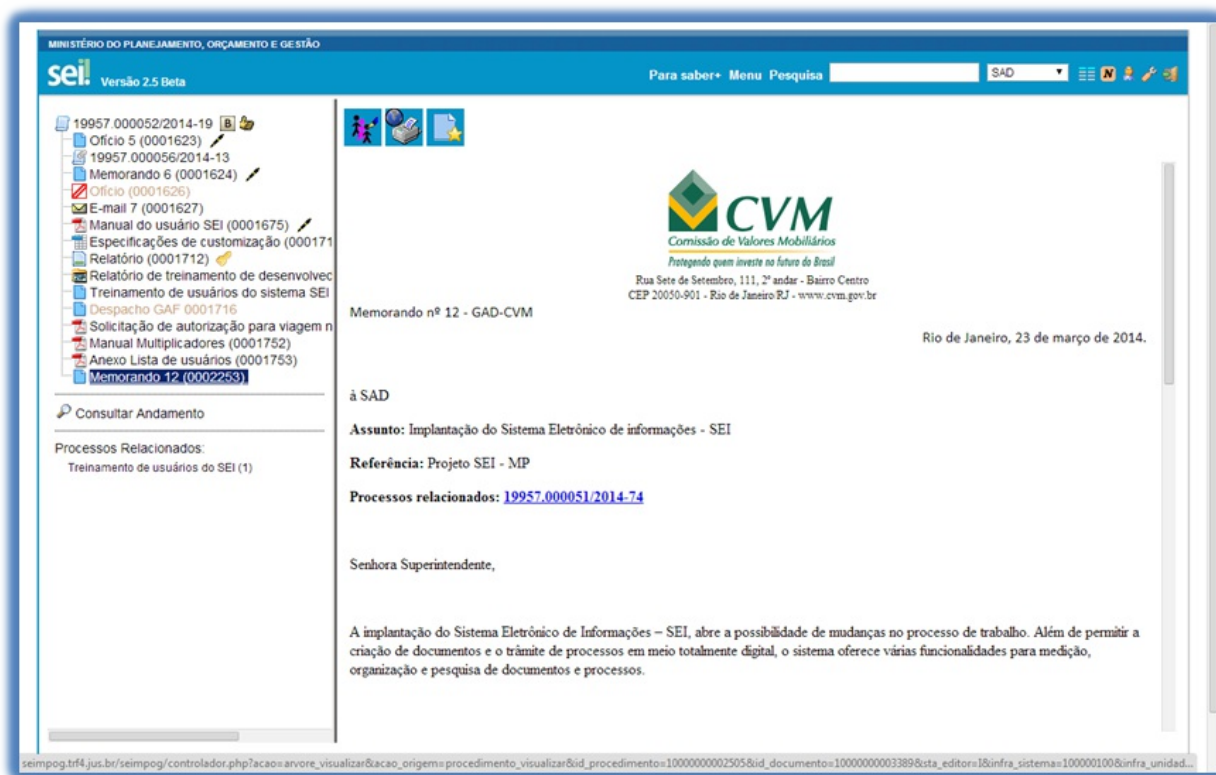 MINISTÉRIO DO PLANEJAMENTO, ORÇAMENTO E GESTÃO
sei! Versão 2.5 Beta
Para saber+ Menu Pesquisa SAD
19957.000052/2014-19 B
Ofício 5 (0001623)
19957.000056/2014-13
Memorando 6 (0001624)
Ofício (0001626)
E-mail 7 (0001627)
Manual do usuário SEI (0001675)
Especificações de customização (000171
Relatório (0001712)
Relatório de treinamento de desenvolvec
Treinamento de usuários do sistema SEI
Despacho GAF 0001716
Solicitação de autorização para viagem n
Manual Multiplicadores (0001752)
Anexo Lista de usuários (0001753)
Memorando 12 (0002253)
Consultar Andamento
Processos Relacionados:
Treinamento de usuários do SEI (1)
CVM
Comissão de Valores Mobiliários
Protegendo quem investe no futuro do Brasil
Rua Sete de Setembro, 111, 2º andar - Bairro Centro
CEP 20050-901 - Rio de Janeiro/RJ - www.cvm.gov.br
Memorando nº 12 - GAD-CVM
Rio de Janeiro, 23 de março de 2014.
à SAD
Assunto: Implantação do Sistema Eletrônico de informações - SEI
Referência: Projeto SEI - MP
Processos relacionados: 19957.000051/2014-74
Senhora Superintendente,
A implantação do Sistema Eletrônico de Informações – SEI, abre a possibilidade de mudanças no processo de trabalho. Além de permitir a
criação de documentos e o trâmite de processos em meio totalmente digital, o sistema oferece várias funcionalidades para medição,
organização e pesquisa de documentos e processos.
seimpog.trf4.jus.br/seimpog/controlador.php?acao=arvore_visualizar&acao_origem=procedimento_visualizar&id_procedimento=10000000002505&id_documento=10000000003389&sta_editor=I&infra_sistema=100000100&infra_unidad...